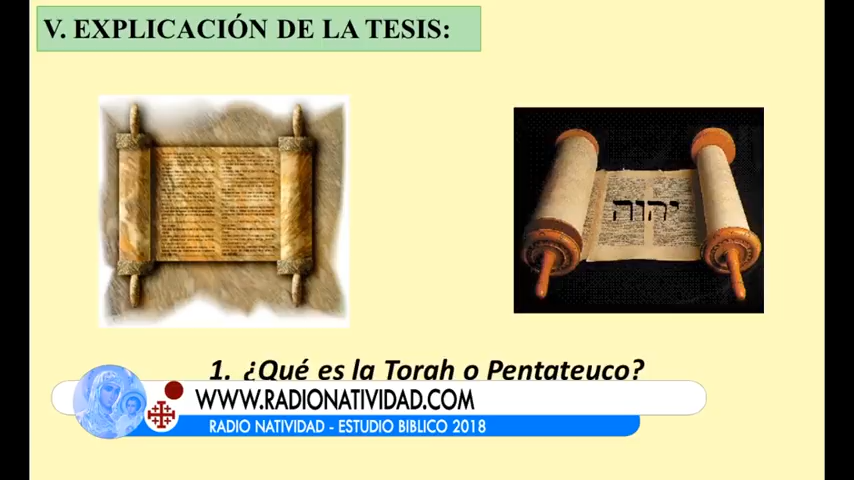 V. EXPLICACIÓN DE LA TESIS:
יהוה
1. ¿Qué es la Torah o Pentateuco?
WWW.RADIONATIVIDAD.COM
RADIO NATIVIDAD - ESTUDIO BIBLICO 2018